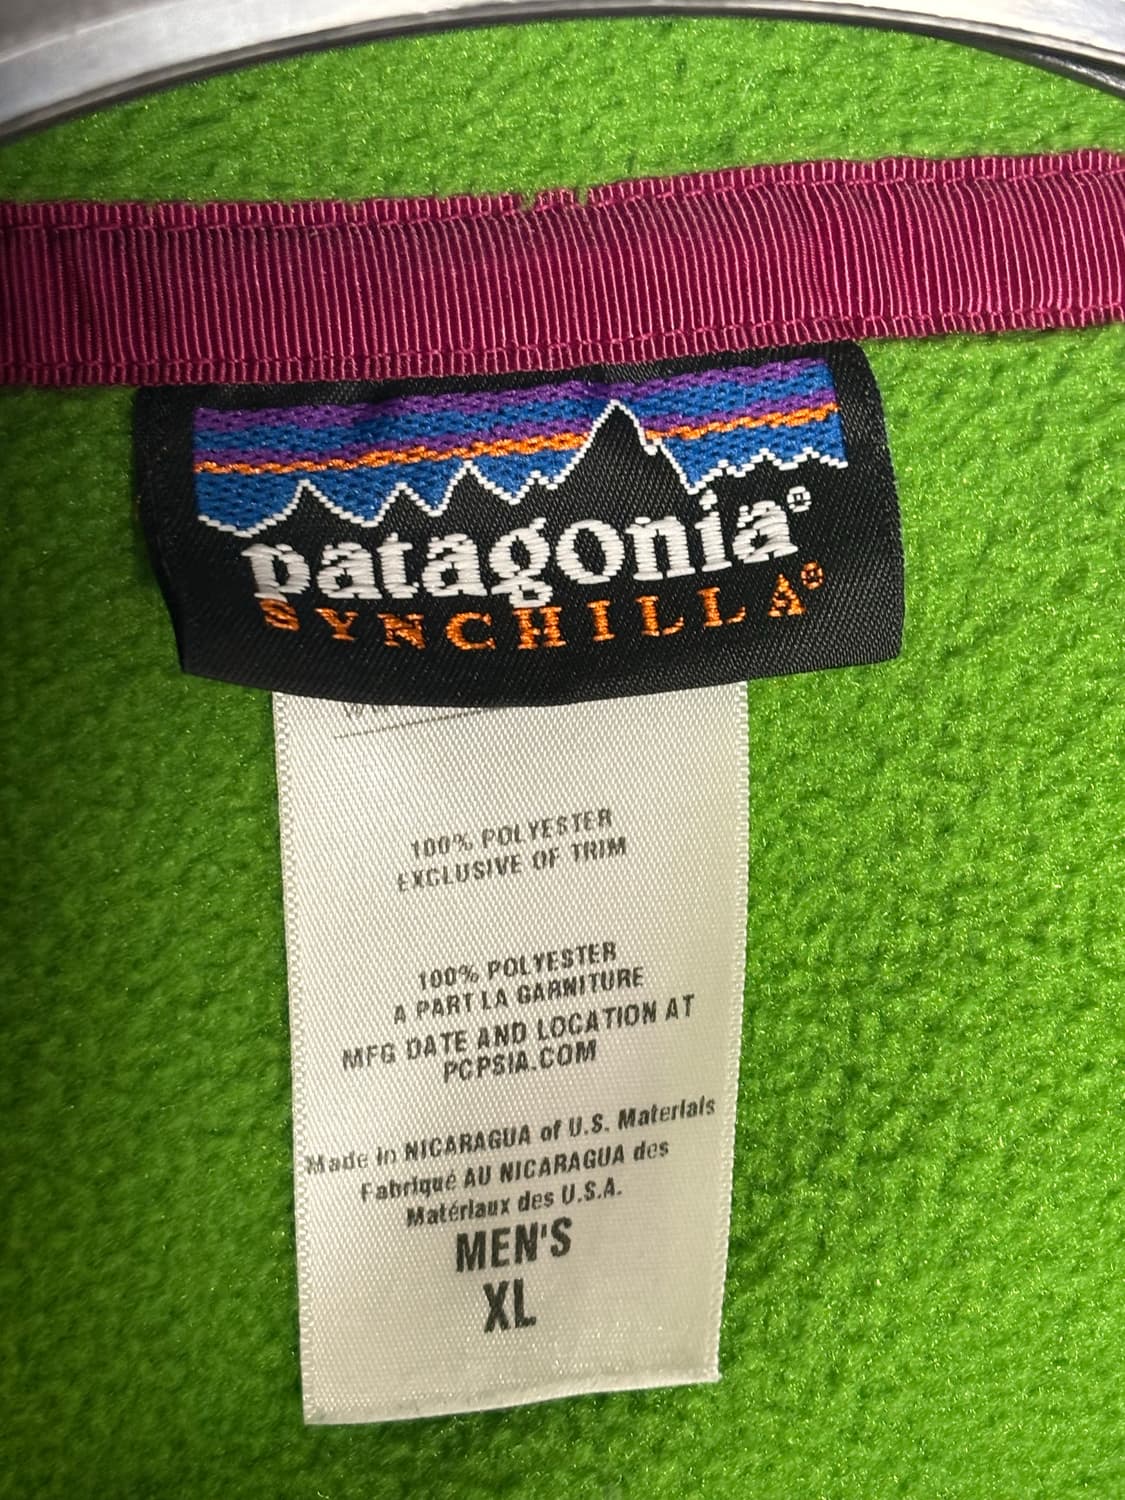 patagonia®
SYNCHILLA®
100% POLYESTER
EXCLUSIVE OF TRIM
100% POLYESTER
A PART LA GARNITURE
MFG DATE AND LOCATION AT
PCPSIA.COM
Made in NICARAGUA of U.S. Materials
Fabriqué AU NICARAGUA des
Matériaux des U.S.A.
MEN'S
XL